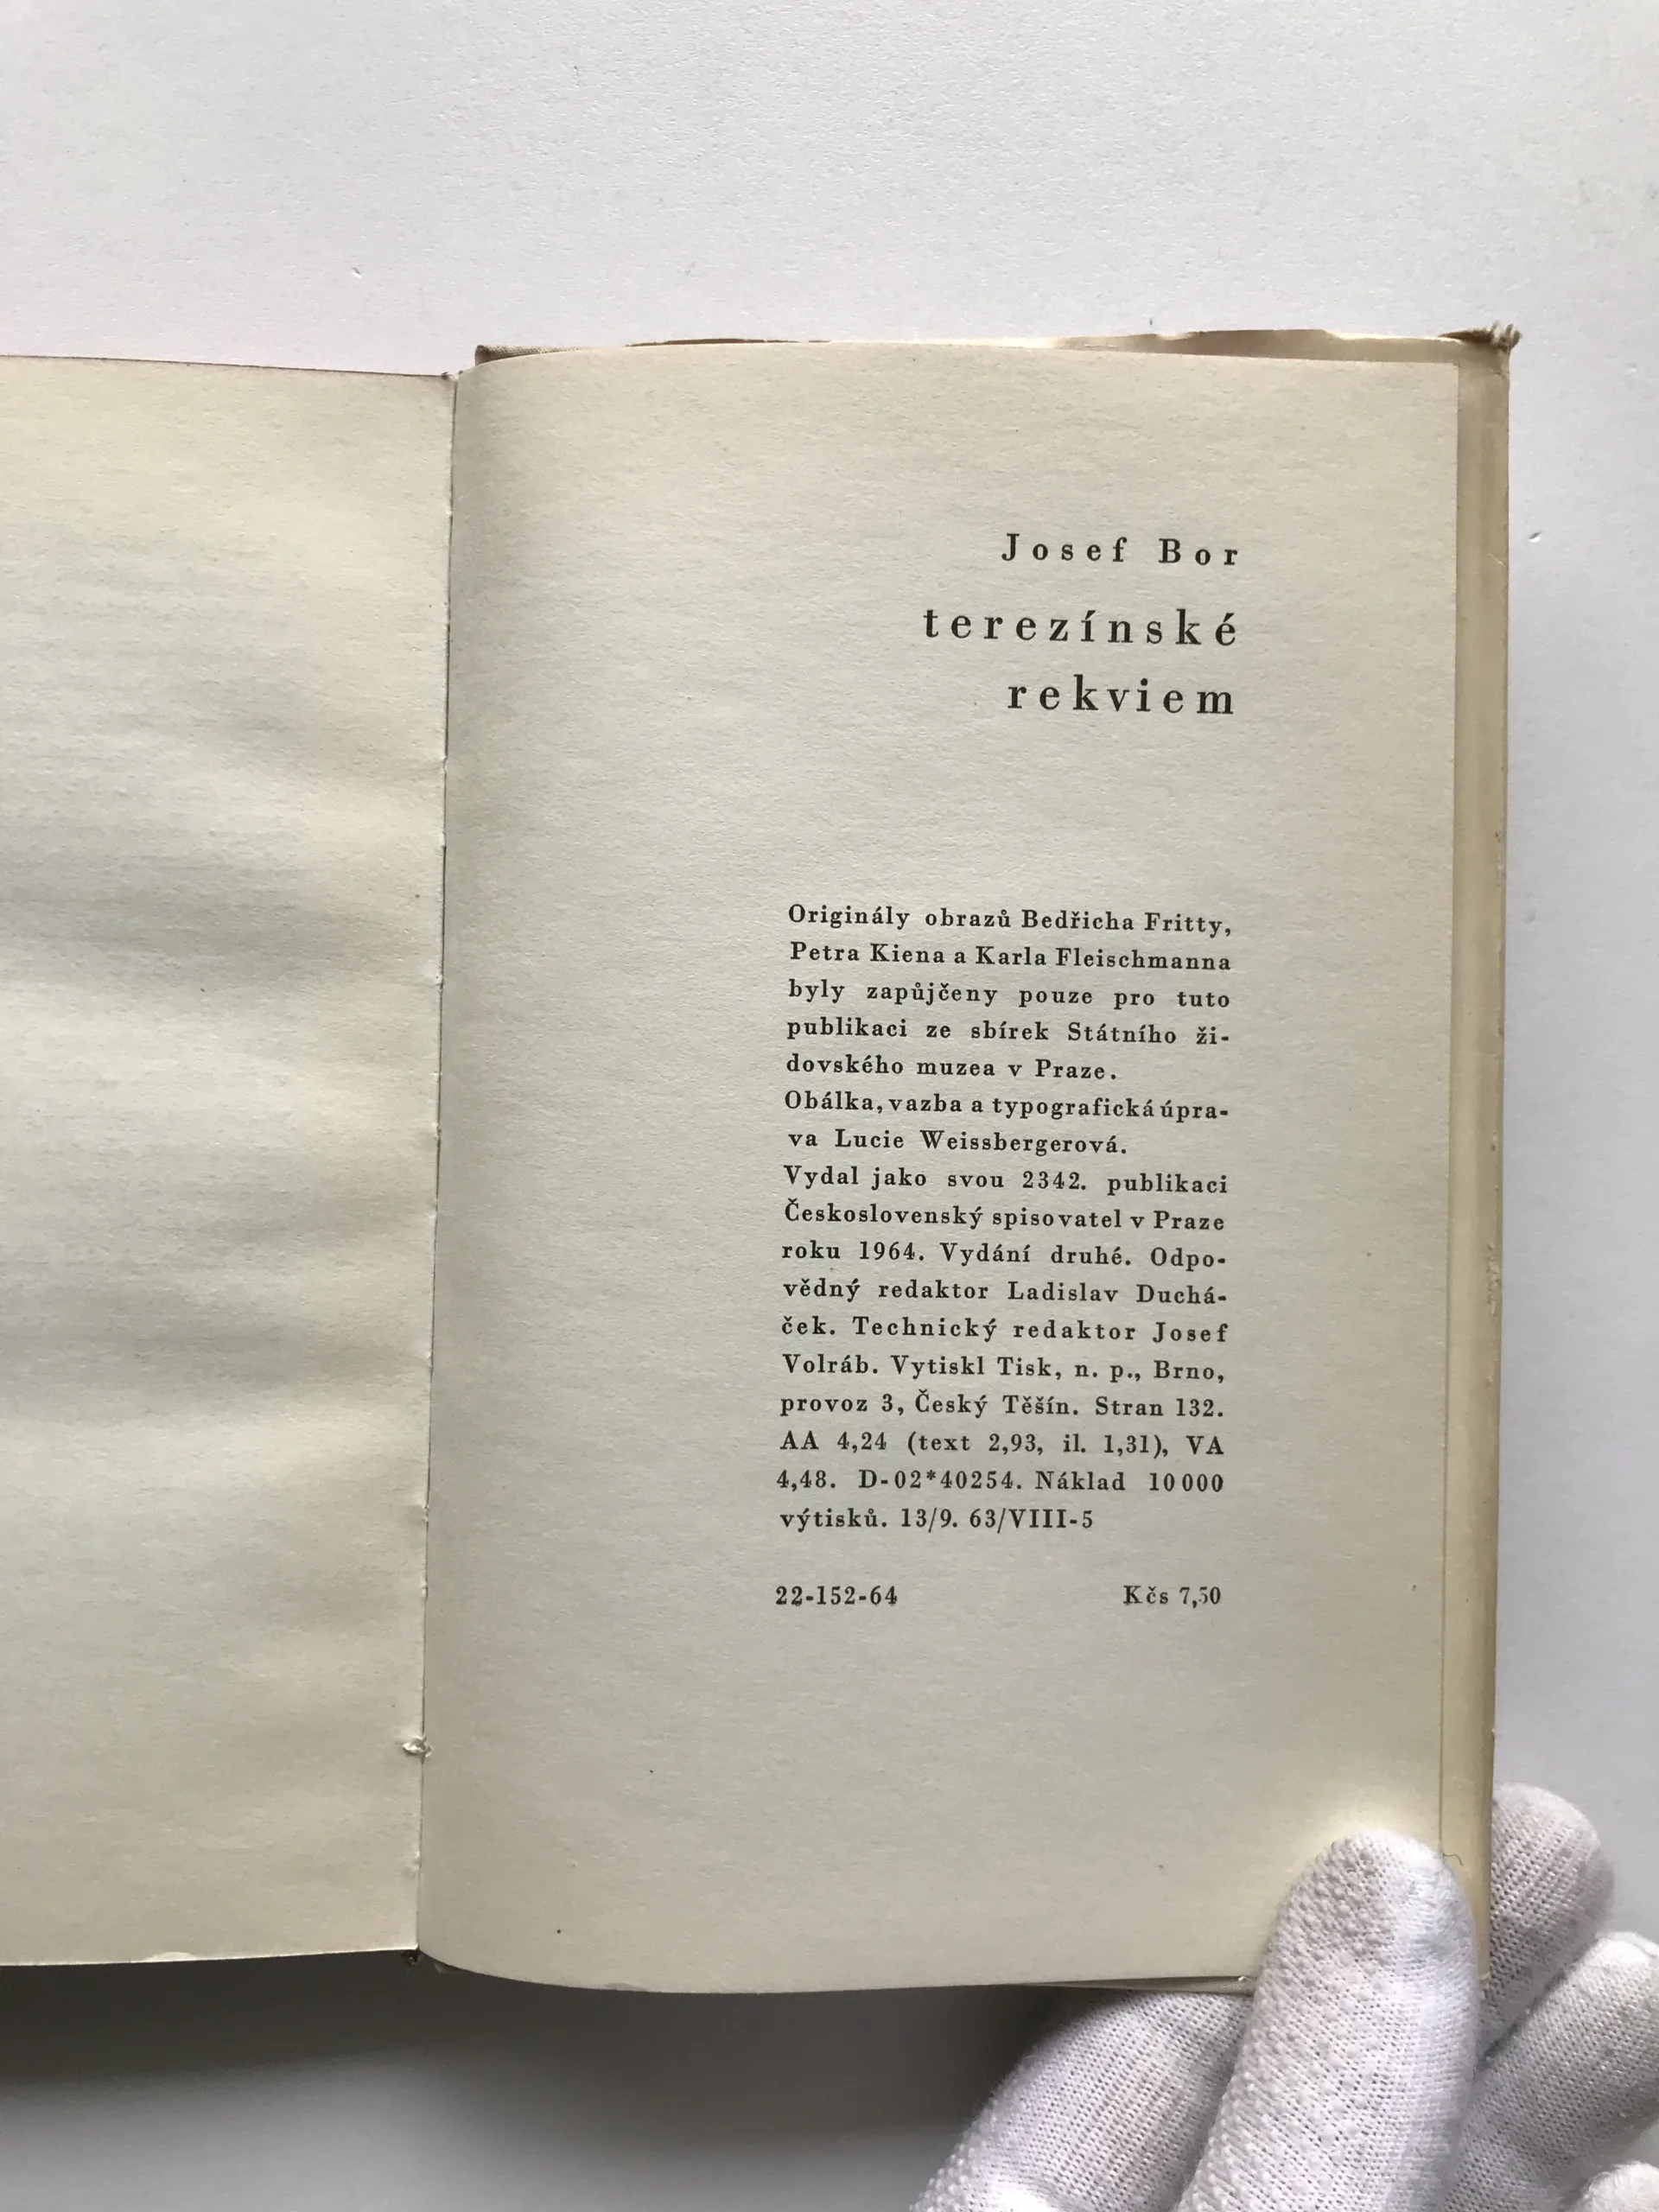 Josef Bor
terezínské
rekviem
Originály obrazů Bedřicha Fritty,
Petra Kiena a Karla Fleischmanna
byly zapůjčeny pouze pro tuto
publikaci ze sbírek Státního ži-
dovského muzea v Praze.
Obálka, vazba a typografická úpra-
va Lucie Weissbergerová.
Vydal jako svou 2342. publikaci
Československý spisovatel v Praze
roku 1964. Vydání druhé. Odpo-
vědný redaktor Ladislav Duchá-
ček. Technický redaktor Josef
Volráb. Vytiskl Tisk, n. p., Brno,
provoz 3, Český Těšín. Stran 132.
AA 4,24 (text 2,93, il. 1,31), VA
4,48. D-02*40254. Náklad 10 000
výtisků. 13/9. 63/VIII-5
22-152-64 Kčs 7,50